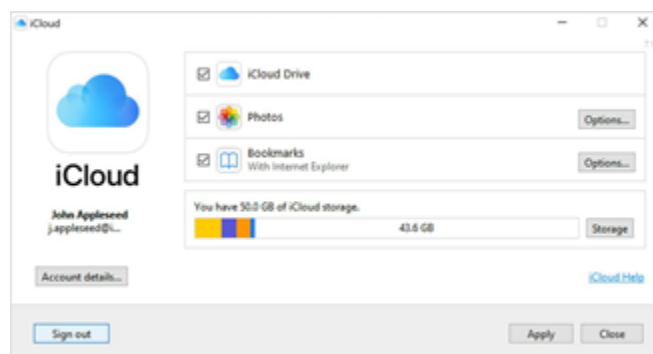 iCloud
iCloud Drive
Photos
Options...
Bookmarks
With Internet Explorer
Options...
iCloud
John Appleseed
j.appleseed@i...
You have 50.0 GB of iCloud storage.
43.6 GB
Storage
Account details...
iCloud Help
Sign out
Apply
Close